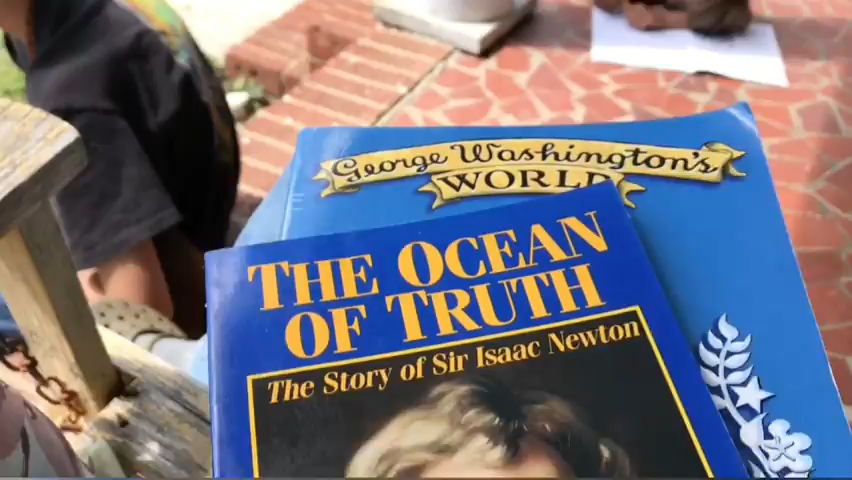 George Washington's
WORLD
THE OCEAN
OF TRUTH
The Story of Sir Isaac Newton